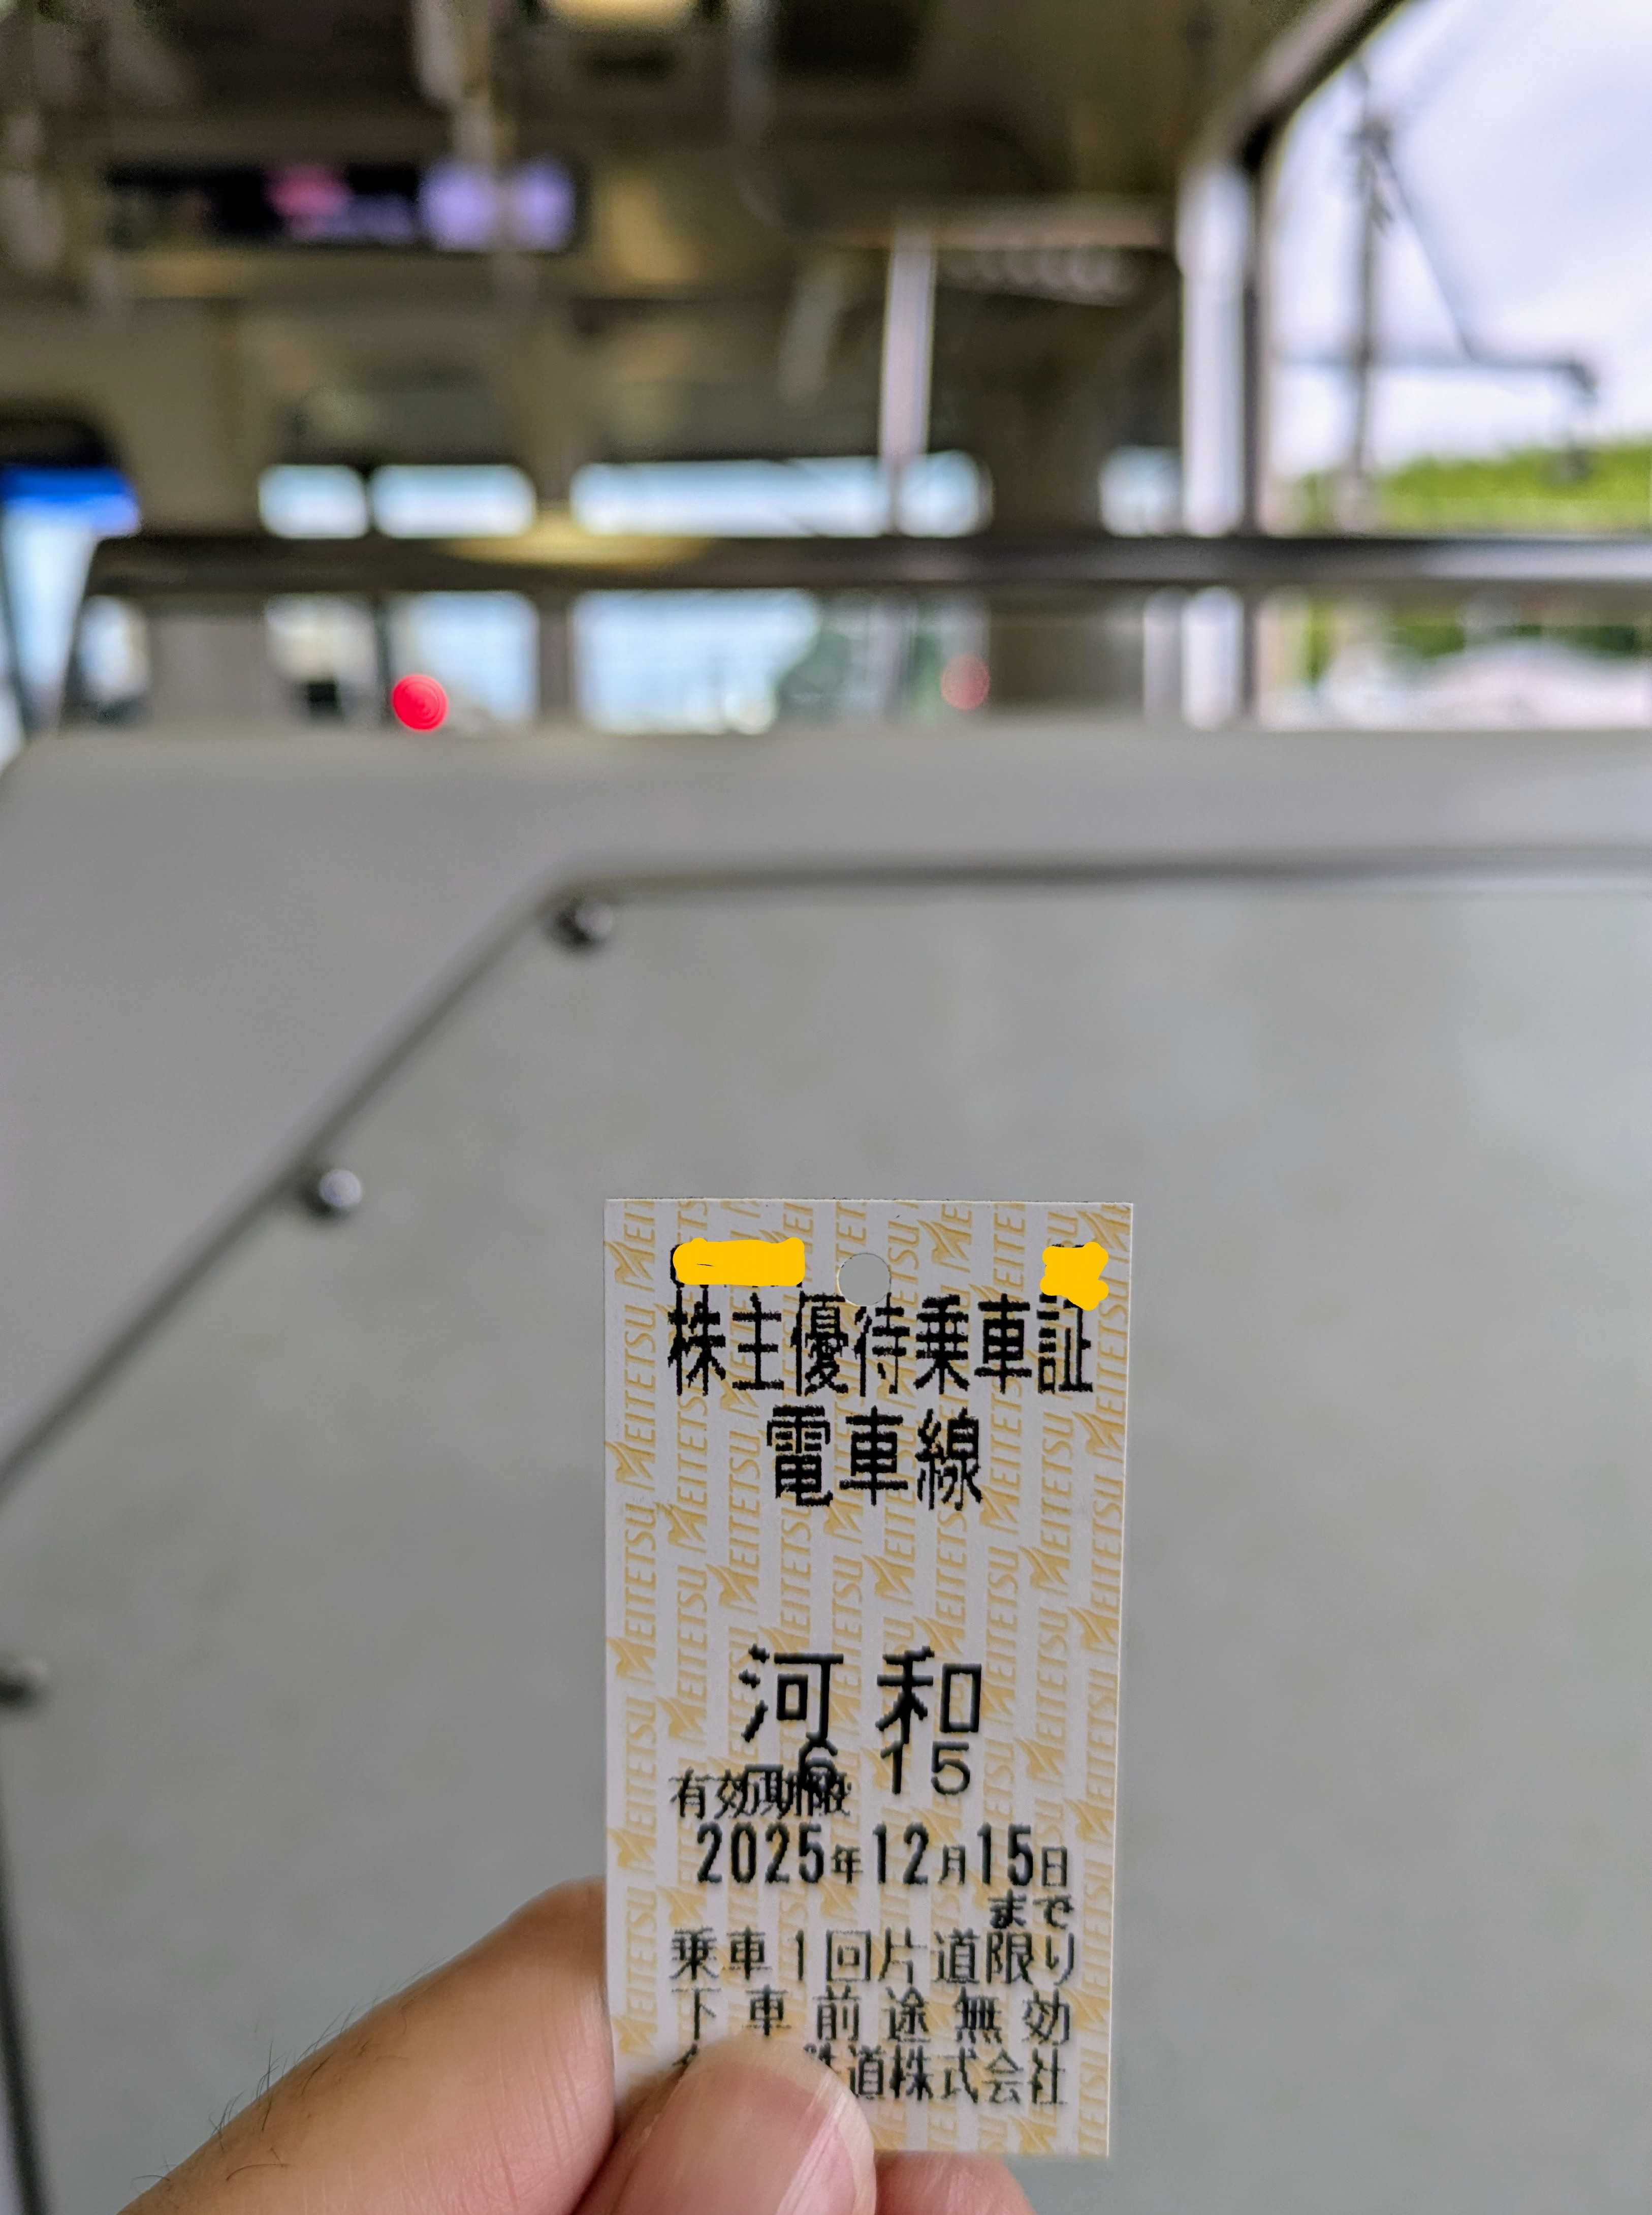 株主優待乗車証
電車線
河和
-6 15
有効期限
2025年12月15日
まで
乗車1回片道限り
下車前途無効
鉄道株式会社
MEITETSU